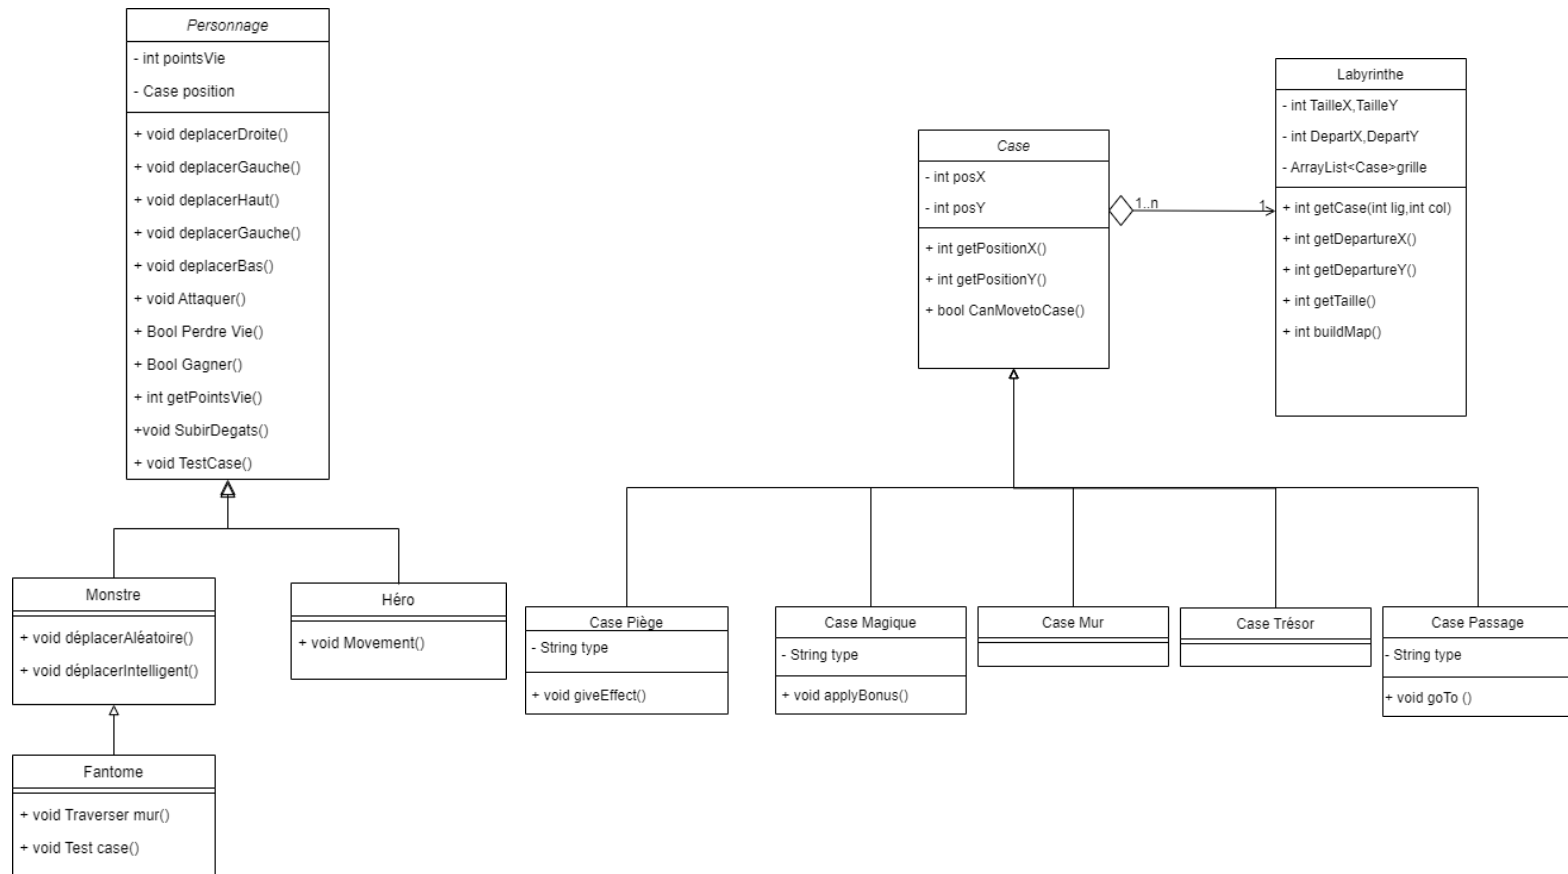 Personnage
- int pointsVie
- Case position
+ void deplacerDroite()
+ void deplacerGauche()
+ void deplacerHaut()
+ void deplacerGauche()
+ void deplacerBas()
+ void Attaquer()
+ Bool Perdre Vie()
+ Bool Gagner()
+ int getPointsVie()
+void SubirDegats()
+ void TestCase()
Labyrinthe
- int TailleX,TailleY
- int DepartX,DepartY
- ArrayList<Case>grille
+ int getCase(int lig,int col)
+ int getDepartureX()
+ int getDepartureY()
+ int getTaille()
+ int buildMap()
Case
- int posX
- int posY
+ int getPositionX()
+ int getPositionY()
+ bool CanMovetoCase()
1..n
1
Monstre
+ void déplacerAléatoire()
+ void déplacerIntelligent()
Héro
+ void Movement()
Case Piège
- String type
+ void giveEffect()
Case Magique
- String type
+ void applyBonus()
Case Mur
Case Trésor
Case Passage
- String type
+ void goTo ()
Fantome
+ void Traverser mur()
+ void Test case()